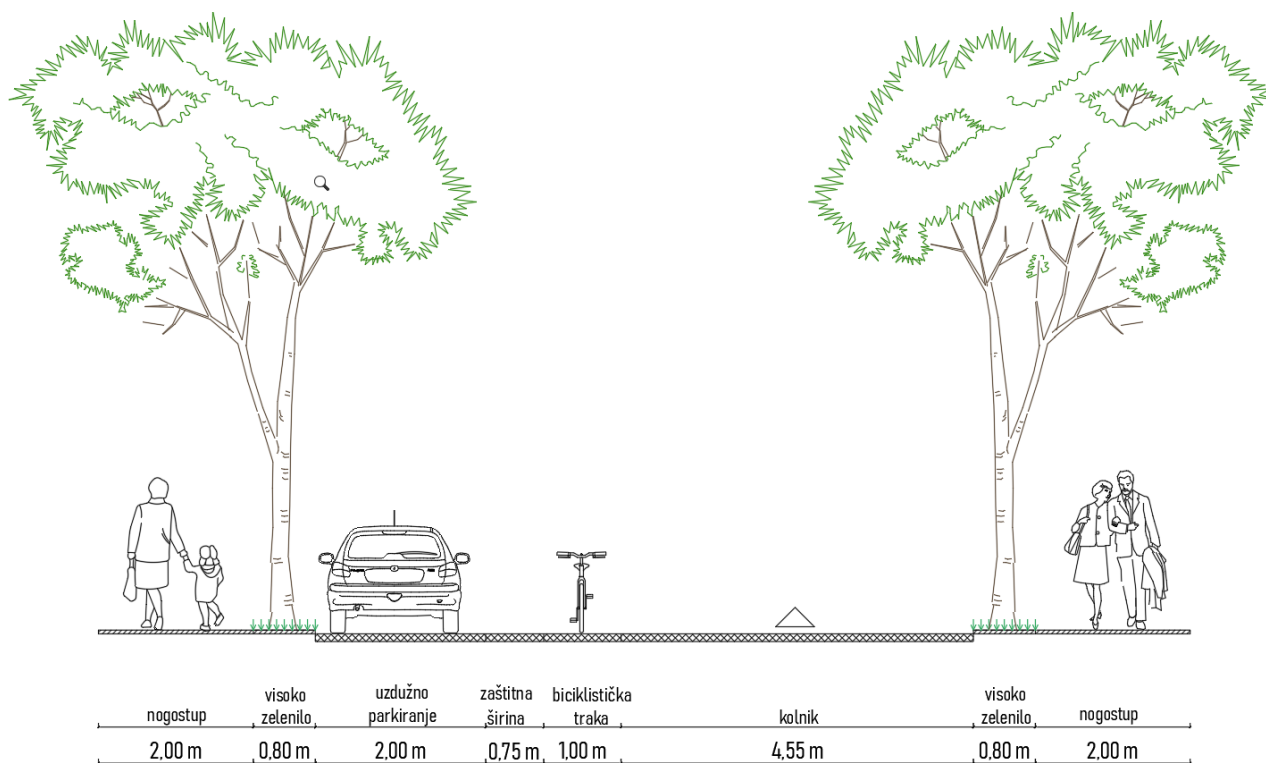 nogostup
visoko
zelenilo
uzdužno
parkiranje
zaštitna
širina
biciklistička
traka
kolnik
visoko
zelenilo
nogostup
2,00 m
0,80 m
2,00 m
0,75 m
1,00 m
4,55 m
0,80 m
2,00 m